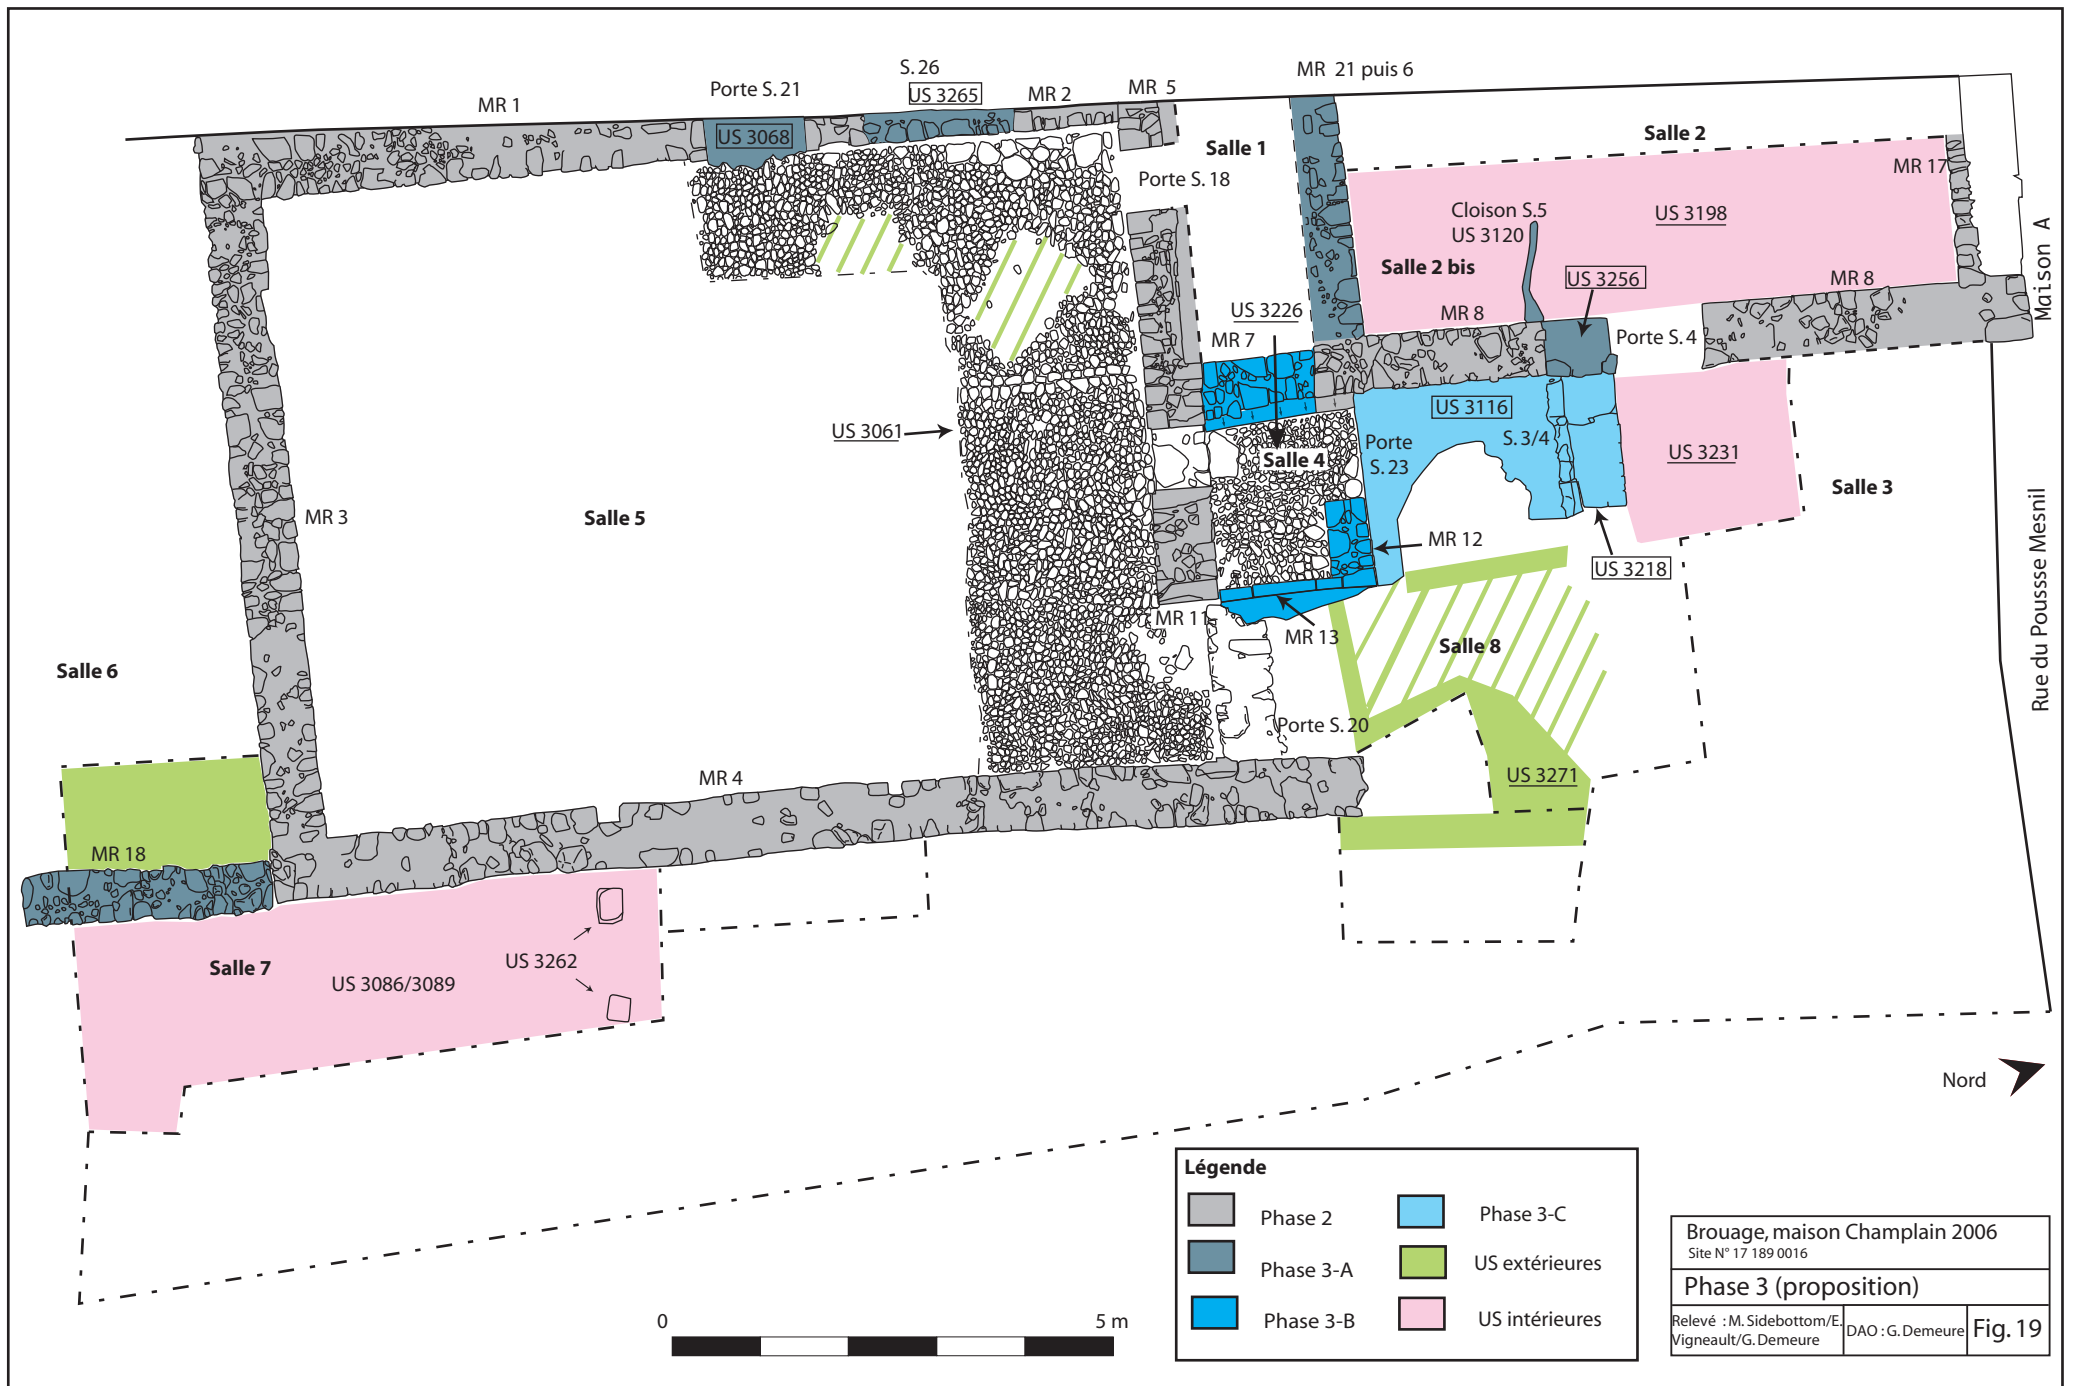 S. 26
US 3265
MR 1
Porte S. 21
MR 2
MR 5
MR 21 puis 6
US 3068
Salle 1
Salle 2
Porte S. 18
MR 17
Cloison S.5
US 3120
US 3198
Salle 2 bis
US 3256
MR 8
MR 8
Maison A
US 3226
MR 7
Porte S. 4
US 3061
US 3116
Porte
S. 23
S. 3/4
Salle 4
US 3231
Salle 3
Salle 5
MR 3
MR 12
US 3218
Rue du Pousse Mesnil
MR 11
MR 13
Salle 8
Salle 6
Porte S. 20
MR 4
US 3271
MR 18
Salle 7
US 3086/3089
US 3262
Nord
Légende
Phase 2
Phase 3-A
Phase 3-B
Phase 3-C
US extérieures
US intérieures
0
5 m
Brouage, maison Champlain 2006
Site N° 17 189 0016
Phase 3 (proposition)
Relevé : M. Sidebottom/E.
Vigneault/G. Demeure
DAO : G. Demeure
Fig. 19